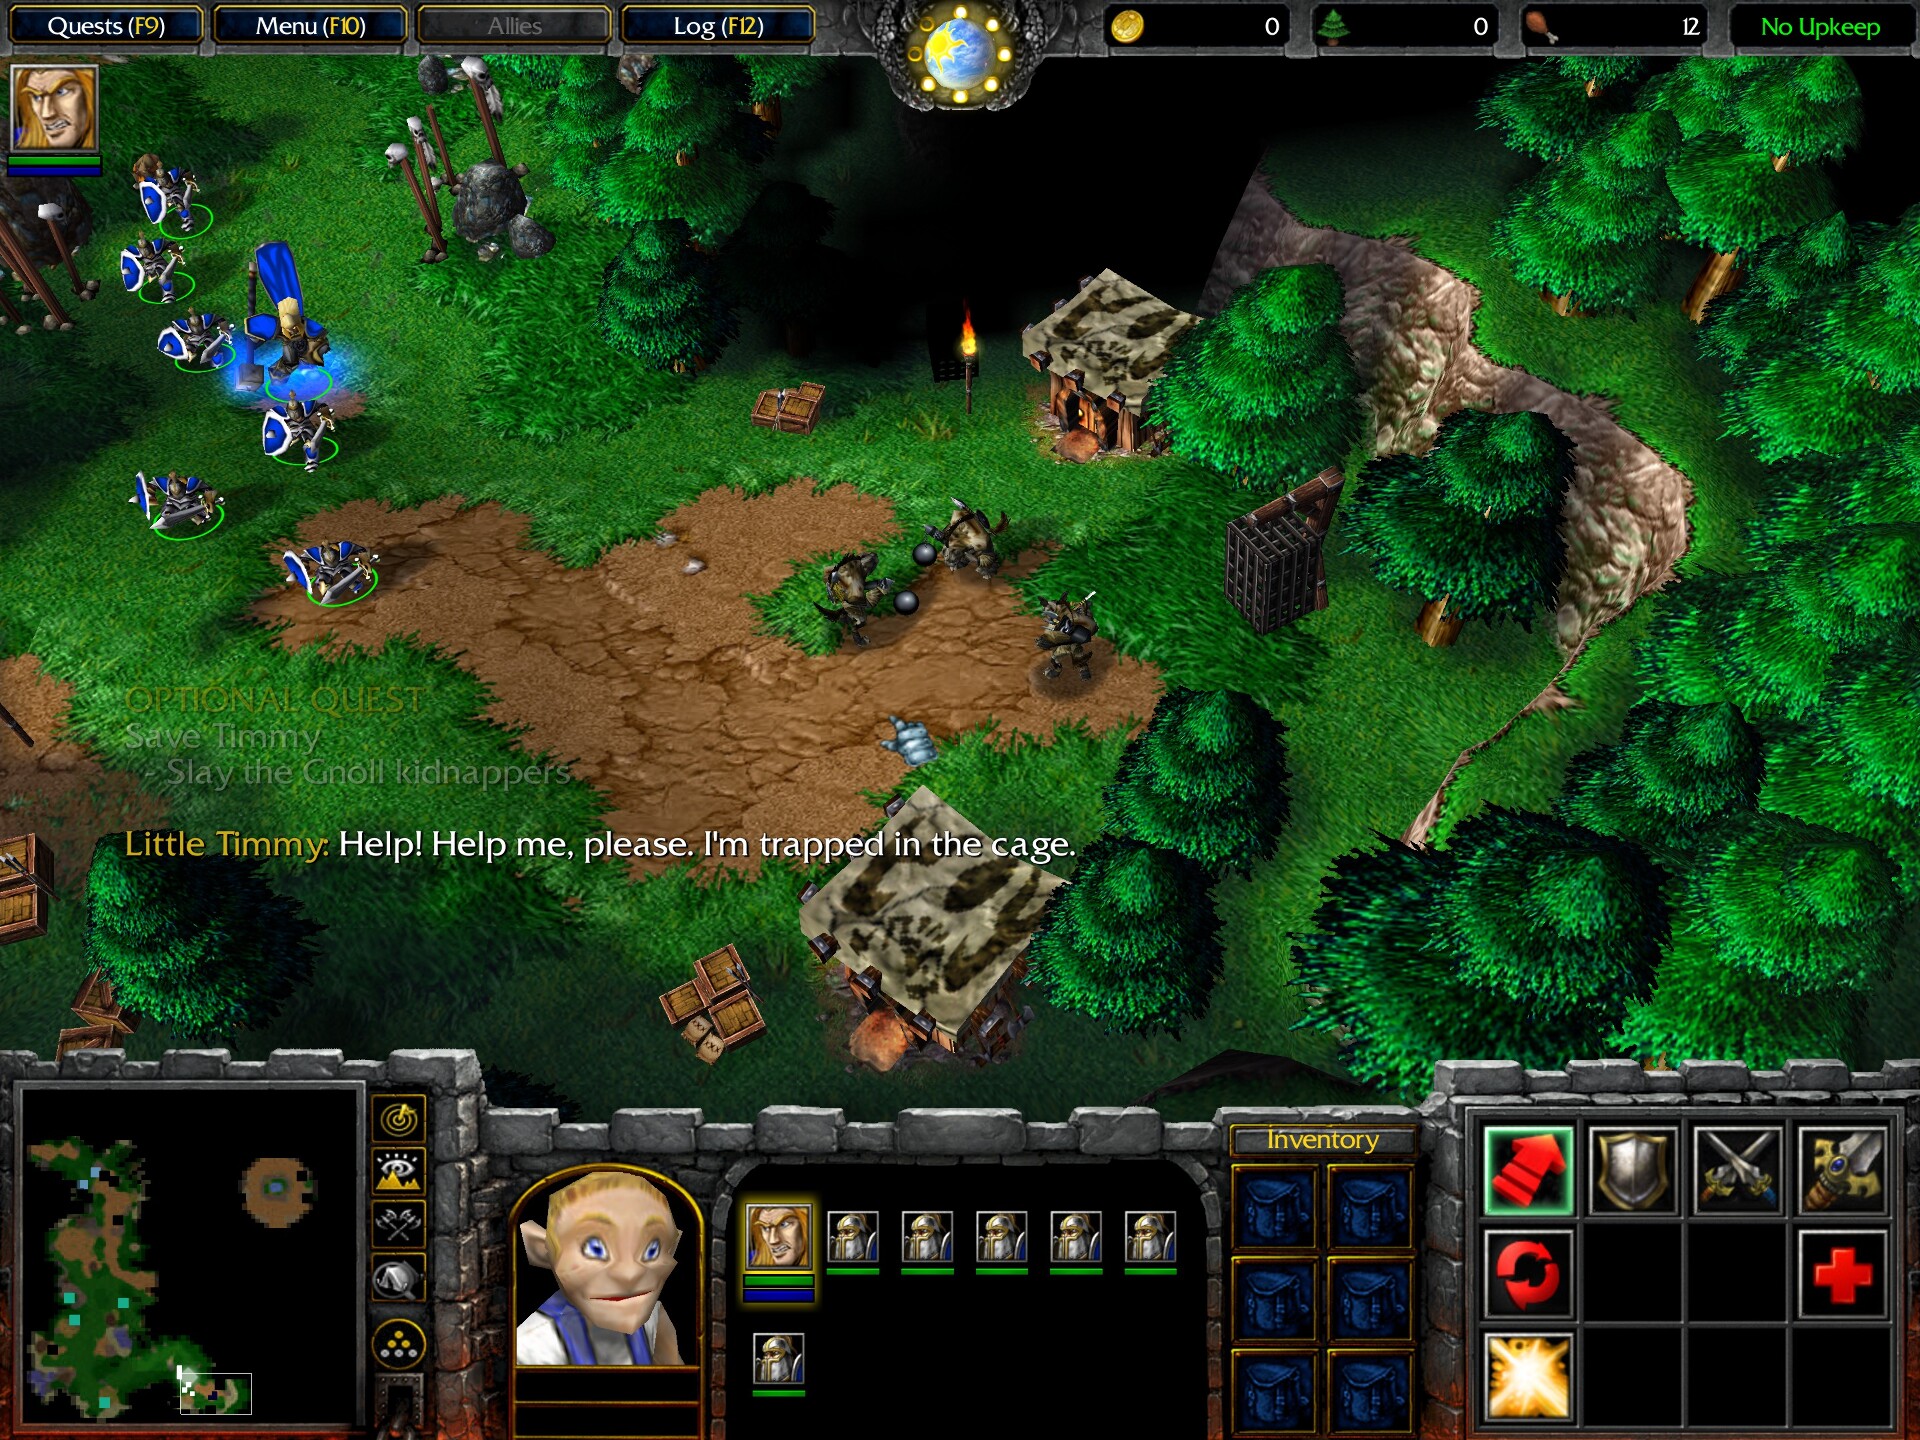 Quests (F9)
Menu (F10)
Allies
Log (F12)
0
0
12
No Upkeep
OPTIONAL QUEST
Save Timmy
- Slay the Gnoll kidnappers
Little Timmy: Help! Help me, please. I'm trapped in the cage.
Inventory